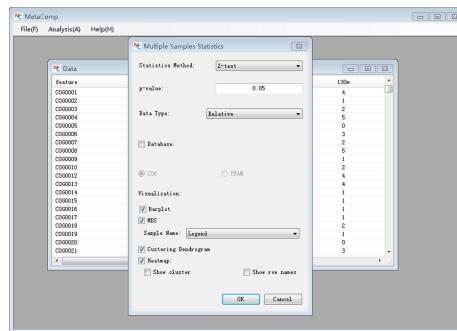 MetaComp
File(F) Analysis(A) Help(H)
Data
feature
COG0001
COG0002
COG0003
COG0004
COG0005
COG0006
COG0007
COG0008
COG0009
COG0010
COG0012
COG0013
COG0014
COG0015
COG0016
COG0017
COG0018
COG0019
COG0020
COG0021
Multiple Samples Statistics
Statistics Method: Z-test
p-value: 0.05
Data Type: Relative
Database:
COG PFAM
Visualization:
Barplot
MDS
Sample Name: Legend
Custering Dendrogram
Heatmap:
Show cluster Show row names
OK Cancel
130m
4
1
2
5
0
3
2
5
1
2
4
4
1
1
1
1
2
1
0
3